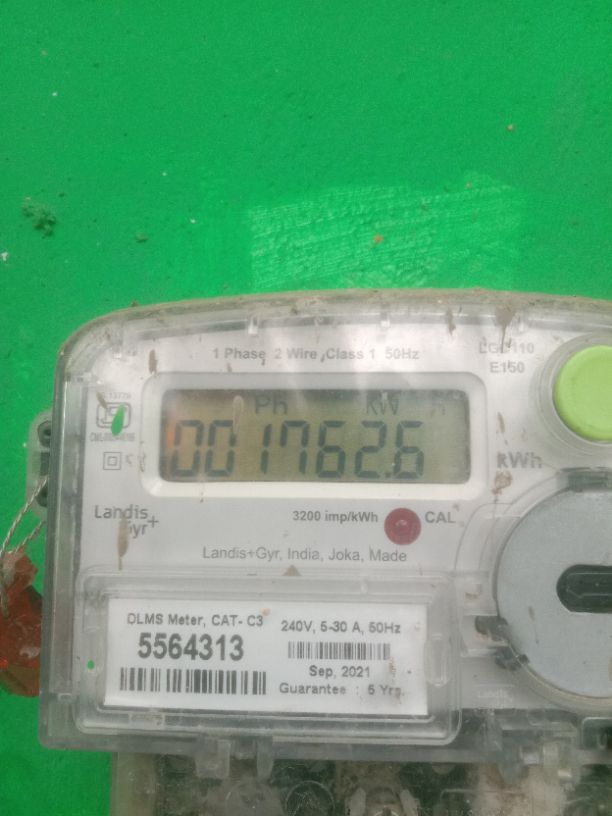 1 Phase 2 Wire Class 1 50Hz
E150
Ph kW
001762.6
kWh
Landis
Gyr+
3200 imp/kWh
CAL
Landis+Gyr, India, Joka, Made
DLMS Meter, CAT- C3
5564313
240V, 5-30 A, 50Hz
Sep, 2021
Guarantee : 5 Yrs.